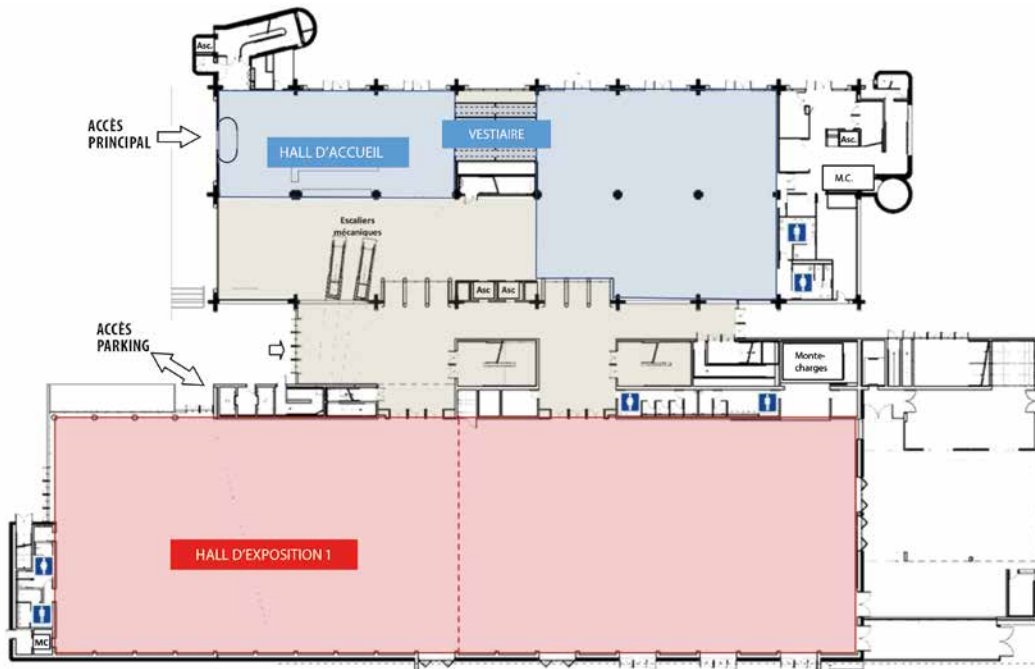 Asc.
ACCÈS
PRINCIPAL
HALL D'ACCUEIL
VESTIAIRE
Asc.
M.C.
Escaliers
mécaniques
Asc
Asc
ACCÈS
PARKING
Monte-
charges
HALL D'EXPOSITION 1
MC